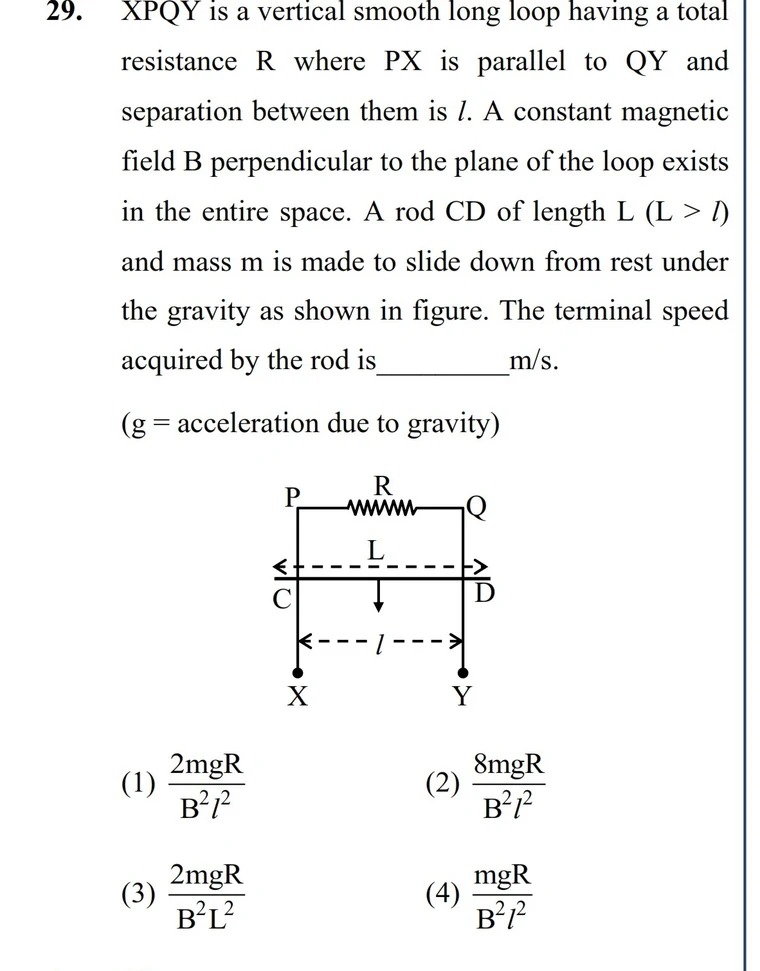 29. XPQY is a vertical smooth long loop having a total
resistance R where PX is parallel to QY and
separation between them is l. A constant magnetic
field B perpendicular to the plane of the loop exists
in the entire space. A rod CD of length L (L > l)
and mass m is made to slide down from rest under
the gravity as shown in figure. The terminal speed
acquired by the rod is_________m/s.
(g = acceleration due to gravity)
R
P Q
L
C D
l
X Y
(1) 2mgR/B²l² (2) 8mgR/B²l²
(3) 2mgR/B²L² (4) mgR/B²l²